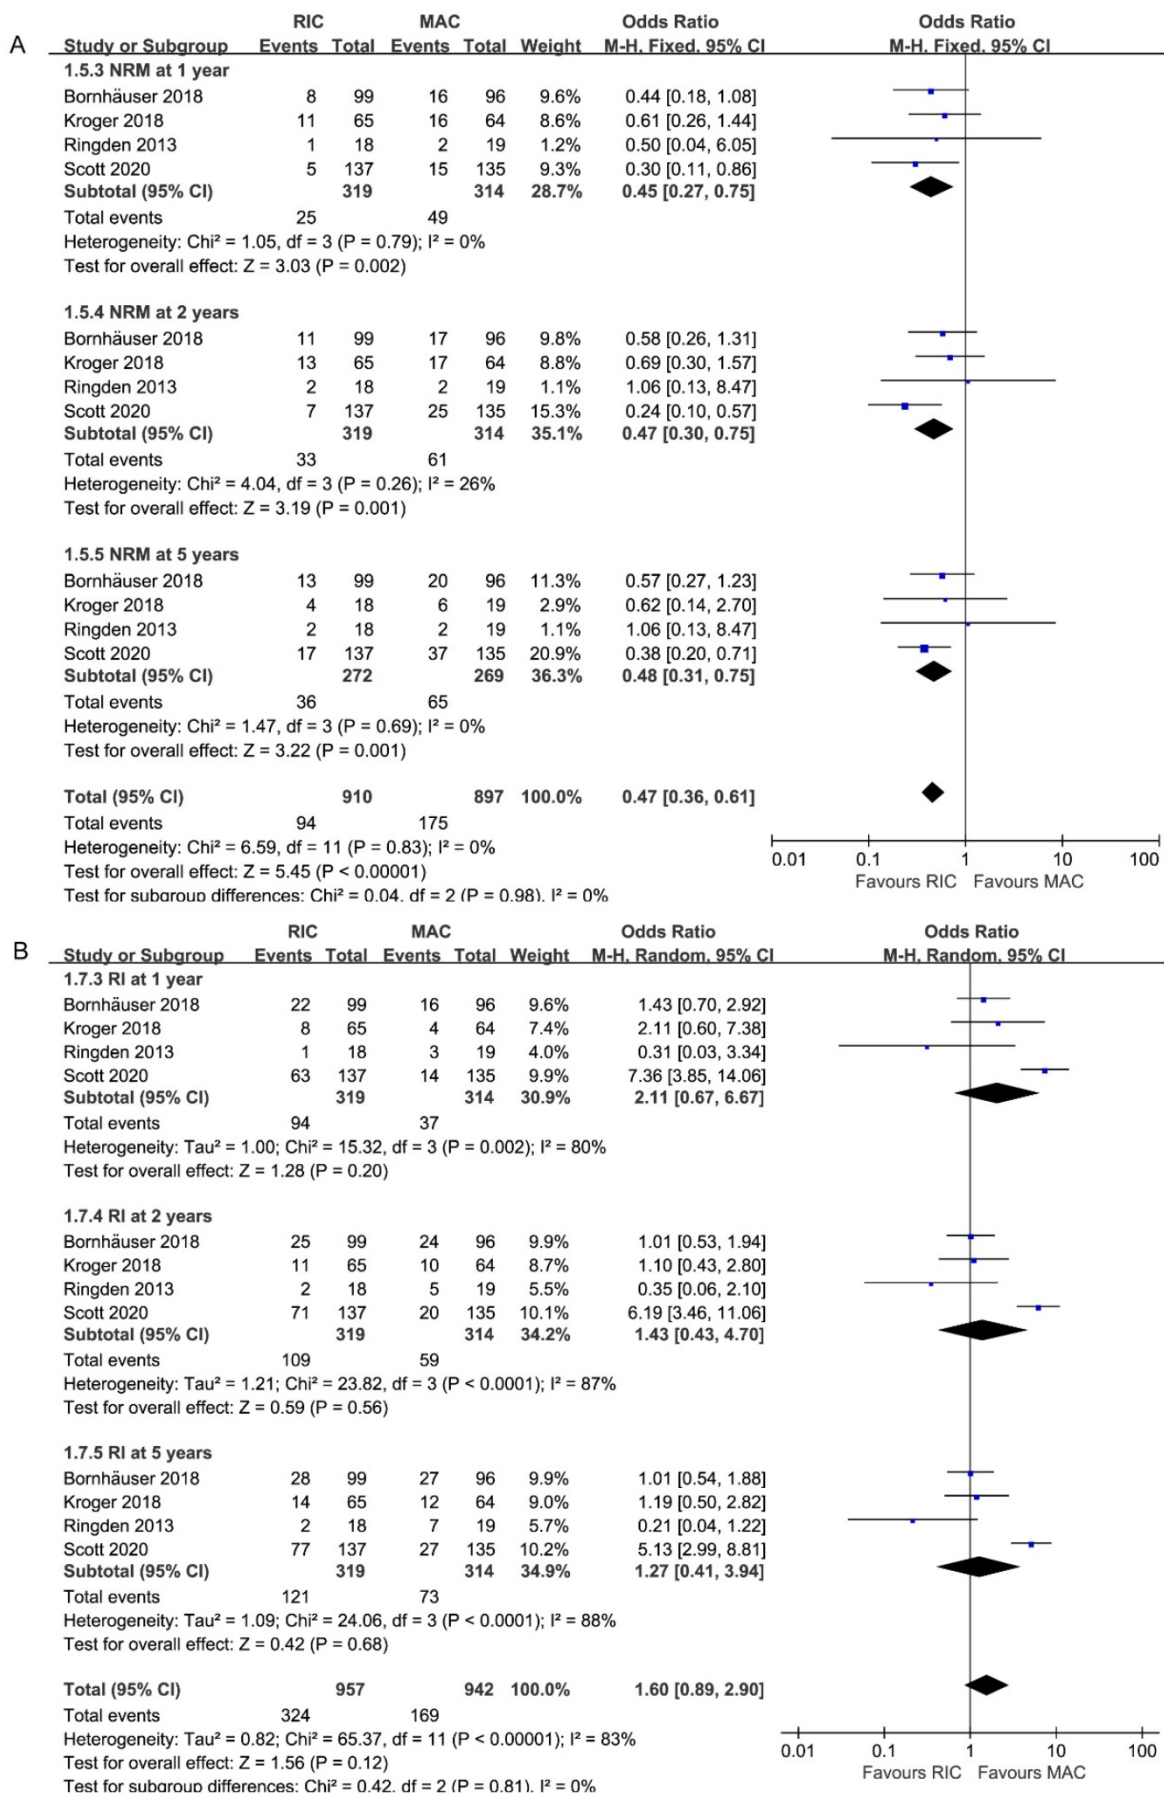 A
RIC MAC Odds Ratio Odds Ratio
Study or Subgroup Events Total Events Total Weight M-H, Fixed, 95% CI M-H, Fixed, 95% CI
1.5.3 NRM at 1 year
Bornhäuser 2018 8 99 16 96 9.6% 0.44 [0.18, 1.08]
Kroger 2018 11 65 16 64 8.6% 0.61 [0.26, 1.44]
Ringden 2013 1 18 2 19 1.2% 0.50 [0.04, 6.05]
Scott 2020 5 137 15 135 9.3% 0.30 [0.11, 0.86]
Subtotal (95% CI) 319 314 28.7% 0.45 [0.27, 0.75]
Total events 25 49
Heterogeneity: Chi² = 1.05, df = 3 (P = 0.79); I² = 0%
Test for overall effect: Z = 3.03 (P = 0.002)
1.5.4 NRM at 2 years
Bornhäuser 2018 11 99 17 96 9.8% 0.58 [0.26, 1.31]
Kroger 2018 13 65 17 64 8.8% 0.69 [0.30, 1.57]
Ringden 2013 2 18 2 19 1.1% 1.06 [0.13, 8.47]
Scott 2020 7 137 25 135 15.3% 0.24 [0.10, 0.57]
Subtotal (95% CI) 319 314 35.1% 0.47 [0.30, 0.75]
Total events 33 61
Heterogeneity: Chi² = 4.04, df = 3 (P = 0.26); I² = 26%
Test for overall effect: Z = 3.19 (P = 0.001)
1.5.5 NRM at 5 years
Bornhäuser 2018 13 99 20 96 11.3% 0.57 [0.27, 1.23]
Kroger 2018 4 18 6 19 2.9% 0.62 [0.14, 2.70]
Ringden 2013 2 18 2 19 1.1% 1.06 [0.13, 8.47]
Scott 2020 17 137 37 135 20.9% 0.38 [0.20, 0.71]
Subtotal (95% CI) 272 269 36.3% 0.48 [0.31, 0.75]
Total events 36 65
Heterogeneity: Chi² = 1.47, df = 3 (P = 0.69); I² = 0%
Test for overall effect: Z = 3.22 (P = 0.001)
Total (95% CI) 910 897 100.0% 0.47 [0.36, 0.61]
Total events 94 175
Heterogeneity: Chi² = 6.59, df = 11 (P = 0.83); I² = 0%
Test for overall effect: Z = 5.45 (P < 0.00001)
Test for subgroup differences: Chi² = 0.04, df = 2 (P = 0.98), I² = 0%
0.01 0.1 1 10 100
Favours RIC Favours MAC
B
RIC MAC Odds Ratio Odds Ratio
Study or Subgroup Events Total Events Total Weight M-H, Random, 95% CI M-H, Random, 95% CI
1.7.3 RI at 1 year
Bornhäuser 2018 22 99 16 96 9.6% 1.43 [0.70, 2.92]
Kroger 2018 8 65 4 64 7.4% 2.11 [0.60, 7.38]
Ringden 2013 1 18 3 19 4.0% 0.31 [0.03, 3.34]
Scott 2020 63 137 14 135 9.9% 7.36 [3.85, 14.06]
Subtotal (95% CI) 319 314 30.9% 2.11 [0.67, 6.67]
Total events 94 37
Heterogeneity: Tau² = 1.00; Chi² = 15.32, df = 3 (P = 0.002); I² = 80%
Test for overall effect: Z = 1.28 (P = 0.20)
1.7.4 RI at 2 years
Bornhäuser 2018 25 99 24 96 9.9% 1.01 [0.53, 1.94]
Kroger 2018 11 65 10 64 8.7% 1.10 [0.43, 2.80]
Ringden 2013 2 18 5 19 5.5% 0.35 [0.06, 2.10]
Scott 2020 71 137 20 135 10.1% 6.19 [3.46, 11.06]
Subtotal (95% CI) 319 314 34.2% 1.43 [0.43, 4.70]
Total events 109 59
Heterogeneity: Tau² = 1.21; Chi² = 23.82, df = 3 (P < 0.0001); I² = 87%
Test for overall effect: Z = 0.59 (P = 0.56)
1.7.5 RI at 5 years
Bornhäuser 2018 28 99 27 96 9.9% 1.01 [0.54, 1.88]
Kroger 2018 14 65 12 64 9.0% 1.19 [0.50, 2.82]
Ringden 2013 2 18 7 19 5.7% 0.21 [0.04, 1.22]
Scott 2020 77 137 27 135 10.2% 5.13 [2.99, 8.81]
Subtotal (95% CI) 319 314 34.9% 1.27 [0.41, 3.94]
Total events 121 73
Heterogeneity: Tau² = 1.09; Chi² = 24.06, df = 3 (P < 0.0001); I² = 88%
Test for overall effect: Z = 0.42 (P = 0.68)
Total (95% CI) 957 942 100.0% 1.60 [0.89, 2.90]
Total events 324 169
Heterogeneity: Tau² = 0.82; Chi² = 65.37, df = 11 (P < 0.00001); I² = 83%
Test for overall effect: Z = 1.56 (P = 0.12)
Test for subgroup differences: Chi² = 0.42, df = 2 (P = 0.81), I² = 0%
0.01 0.1 1 10 100
Favours RIC Favours MAC